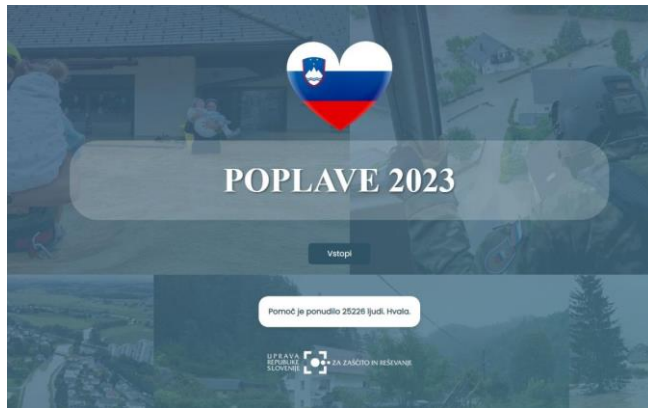 POPLAVE 2023
Vstopi
Pomoč je ponudilo 25226 ljudi. Hvala.
UPRAVA
REPUBLIKE
SLOVENIJE
ZA ZAŠČITO IN REŠEVANJE